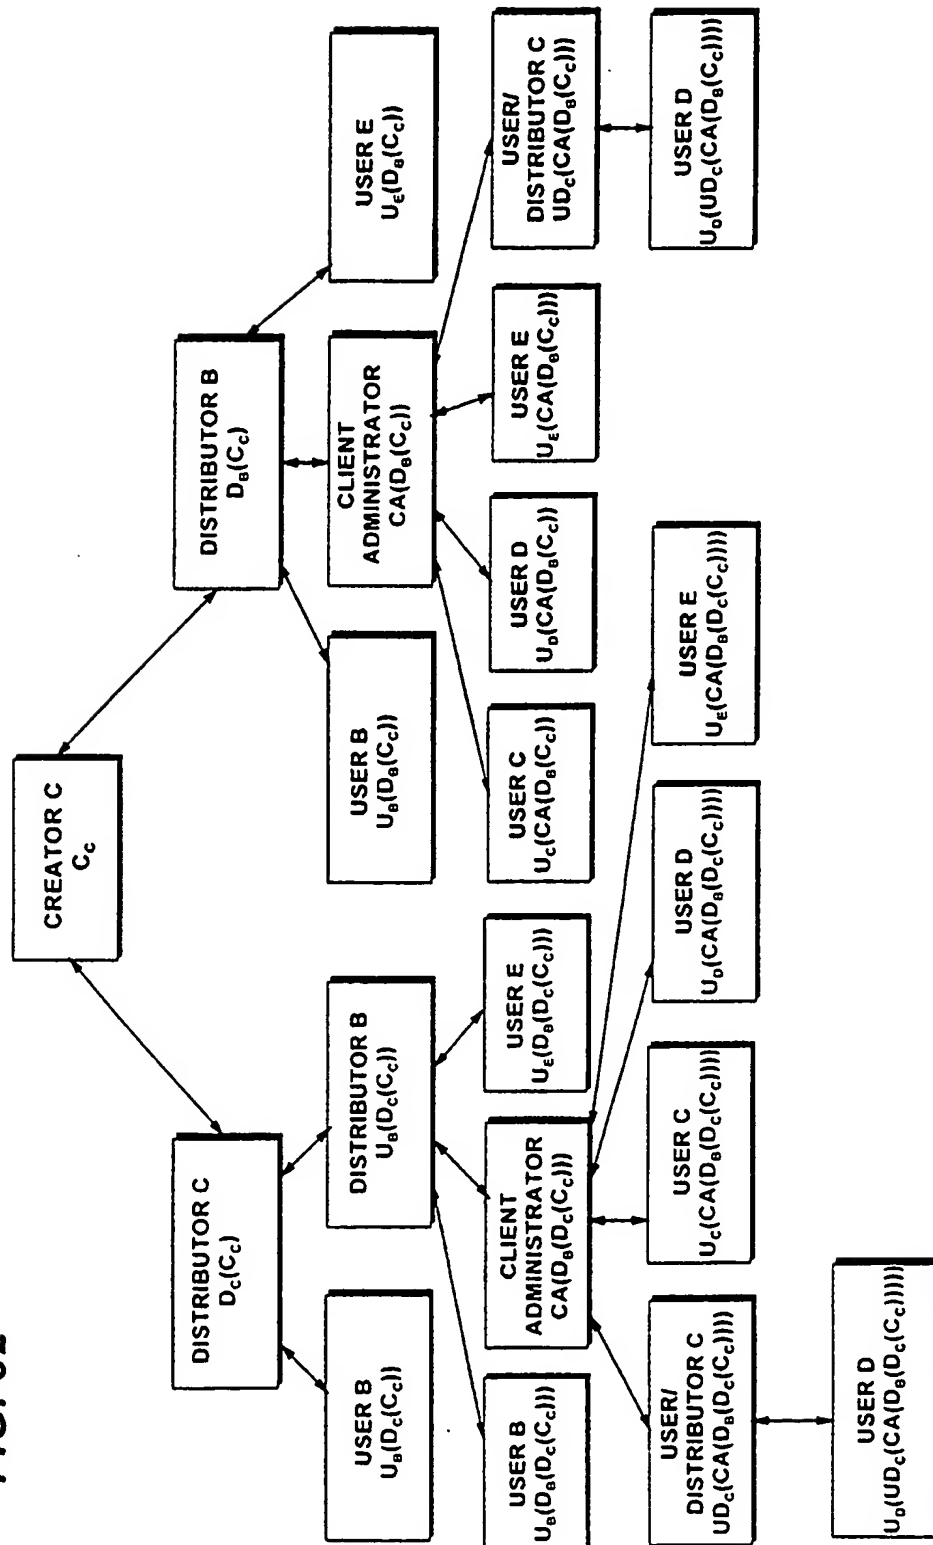 CREATOR C
C_C
DISTRIBUTOR C
D_C(C_C)
DISTRIBUTOR B
D_B(C_C)
USER B
U_B(D_C(C_C))
DISTRIBUTOR B
U_B(D_C(C_C))
USER B
U_B(D_B(C_C))
CLIENT
ADMINISTRATOR
CA(D_B(C_C))
USER E
U_E(D_B(C_C))
USER B
U_B(D_B(D_C(C_C)))
CLIENT
ADMINISTRATOR
CA(D_B(D_C(C_C)))
USER E
U_E(D_B(D_C(C_C)))
USER C
U_C(CA(D_B(C_C))
USER D
U_D(CA(D_B(C_C))
USER E
U_E(CA(D_B(C_C)))
USER/
DISTRIBUTOR C
UD_C(CA(D_B(C_C)))
USER/
DISTRIBUTOR C
UD_C(CA(D_B(D_C(C_C))))
USER C
U_C(CA(D_B(D_C(C_C))))
USER D
U_D(CA(D_B(D_C(C_C))))
USER E
U_E(CA(D_B(D_C(C_C))))
USER D
U_D(UD_C(CA(D_B(C_C))))
USER D
U_D(UD_C(CA(D_B(D_C(C_C)))))